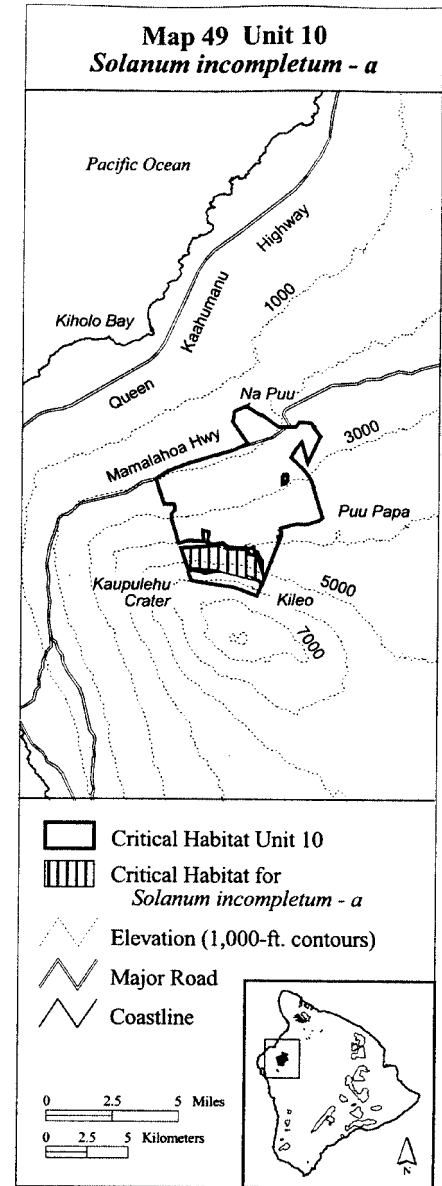 Map 49 Unit 10
Solanum incompletum - a
Pacific Ocean
Highway
Kiholo Bay
Kaahumanu
1000
Queen
Na Puu
Mamalahoa Hwy
3000
Puu Papa
Kaupulehu
Crater
Kileo
5000
7000
Critical Habitat Unit 10
Critical Habitat for
Solanum incompletum - a
Elevation (1,000-ft. contours)
Major Road
Coastline
0 2.5 5 Miles
0 2.5 5 Kilometers
N